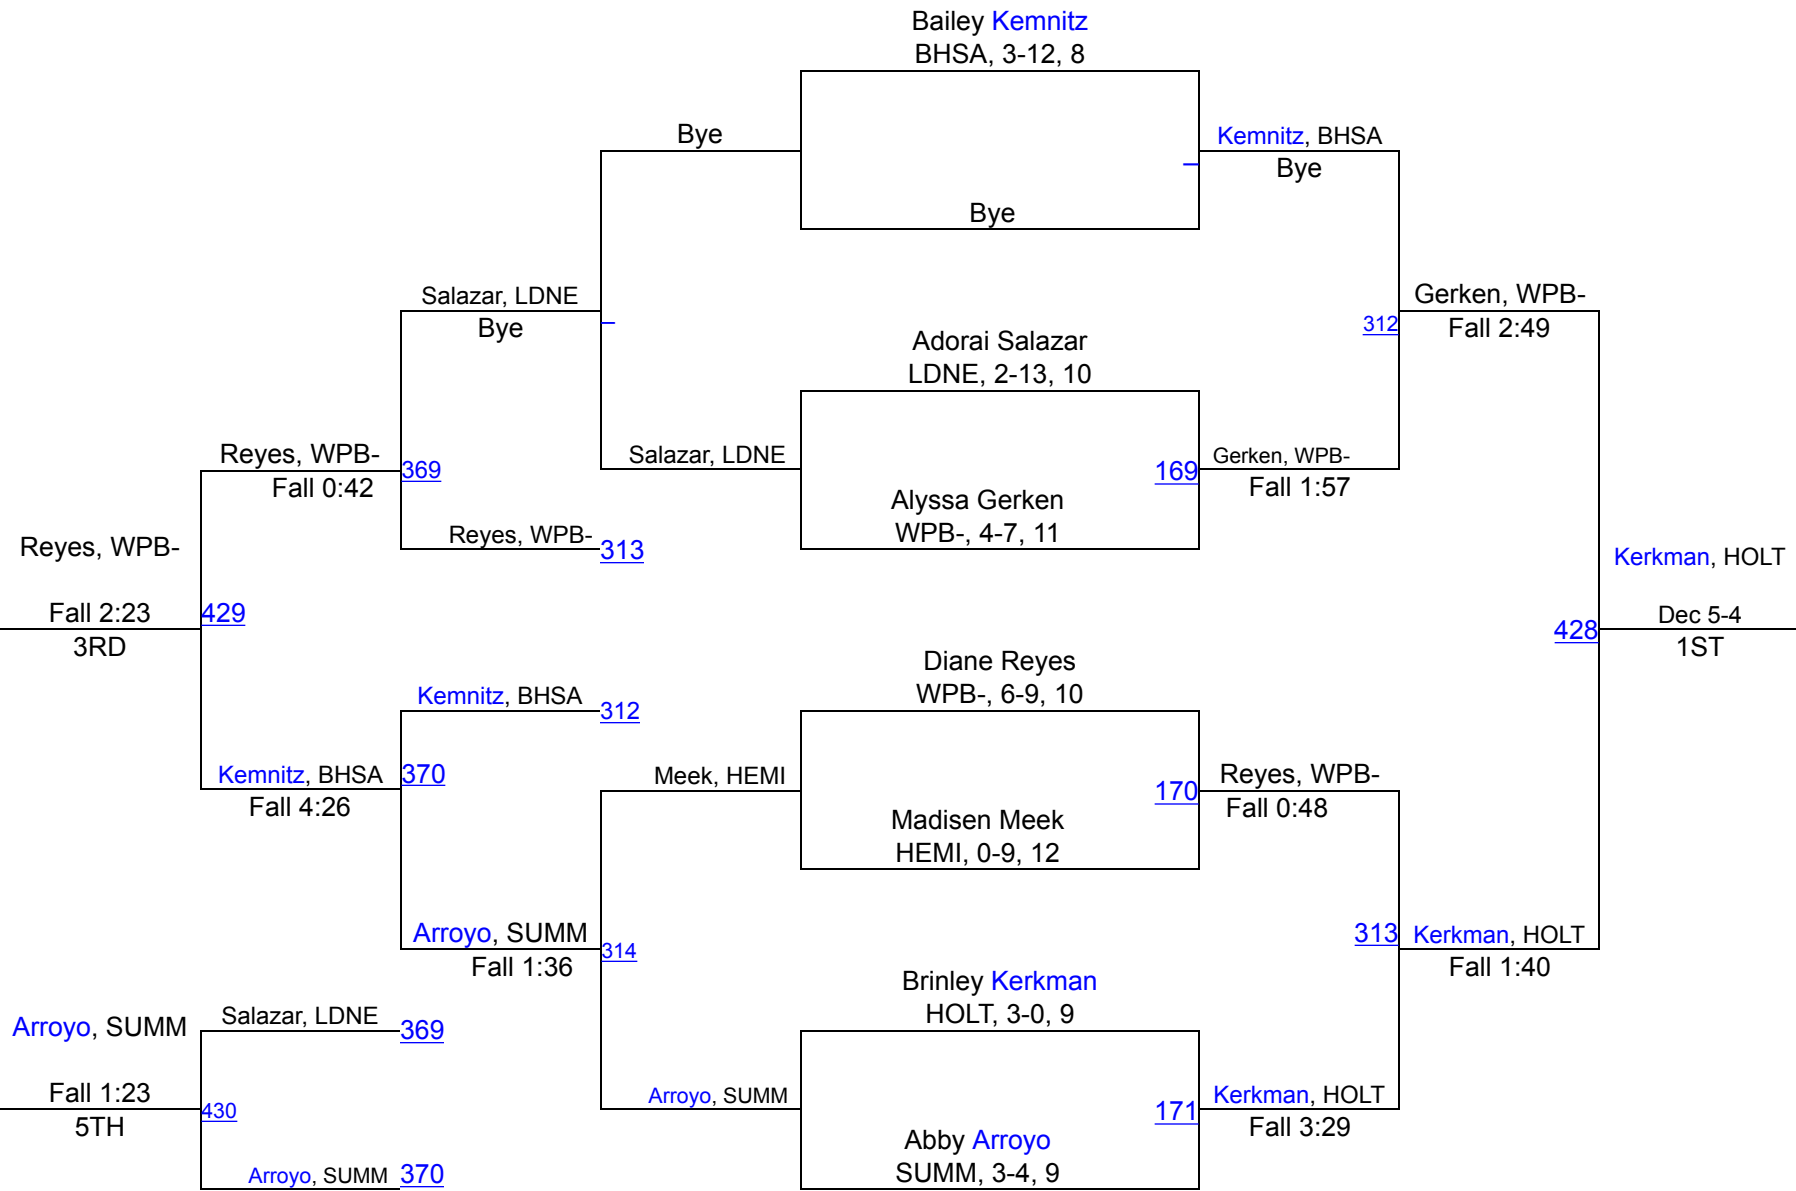 Bailey Kemnitz
BHSA, 3-12, 8
Bye
Kemnitz, BHSA
Bye
Bye
Salazar, LDNE
Bye
Gerken, WPB-
312
Fall 2:49
Adorai Salazar
LDNE, 2-13, 10
Reyes, WPB-
369
Fall 0:42
Salazar, LDNE
169
Gerken, WPB-
Fall 1:57
Alyssa Gerken
WPB-, 4-7, 11
Reyes, WPB-
313
Reyes, WPB-
Fall 2:23
429
3RD
Kerkman, HOLT
428
Dec 5-4
1ST
Diane Reyes
WPB-, 6-9, 10
Kemnitz, BHSA
312
Kemnitz, BHSA
370
Fall 4:26
Meek, HEMI
170
Reyes, WPB-
Fall 0:48
Madisen Meek
HEMI, 0-9, 12
Arroyo, SUMM
314
Fall 1:36
313
Kerkman, HOLT
Fall 1:40
Brinley Kerkman
HOLT, 3-0, 9
Arroyo, SUMM
Salazar, LDNE
369
Fall 1:23
430
5TH
Arroyo, SUMM
171
Kerkman, HOLT
Fall 3:29
Abby Arroyo
SUMM, 3-4, 9
Arroyo, SUMM
370